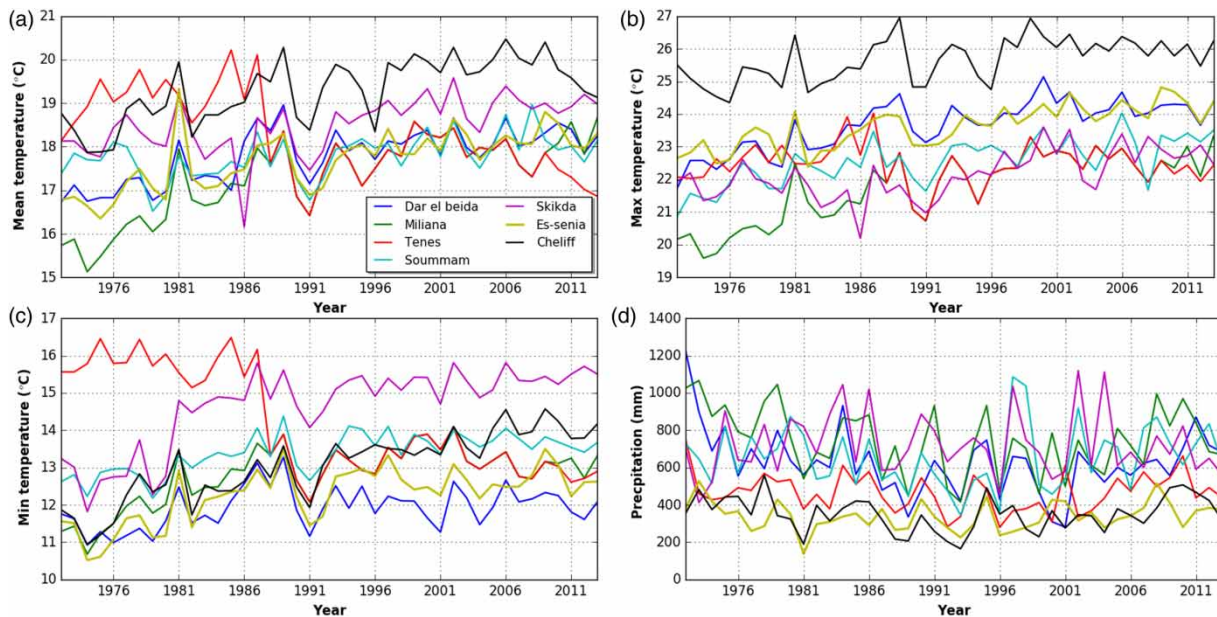 (a)
21
20
19
18
17
16
15
Mean temperature (°C)
1976 1981 1986 1991 1996 2001 2006 2011
Year
Dar el beida
Miliana
Tenes
Soummam
Skikda
Es-senia
Cheliff
(b)
27
26
25
24
23
22
21
20
19
Max temperature (°C)
1976 1981 1986 1991 1996 2001 2006 2011
Year
(c)
17
16
15
14
13
12
11
10
Min temperature (°C)
1976 1981 1986 1991 1996 2001 2006 2011
Year
(d)
1400
1200
1000
800
600
400
200
0
Precpitation (mm)
1976 1981 1986 1991 1996 2001 2006 2011
Year